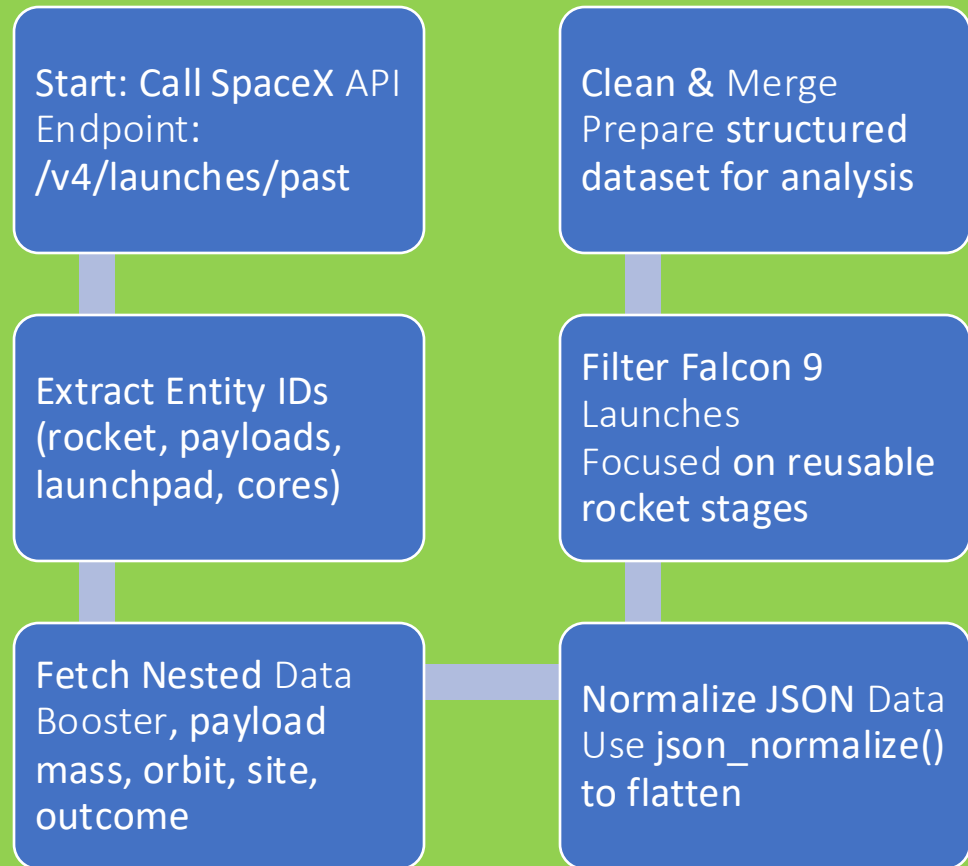 Start: Call SpaceX API
Endpoint:
/v4/launches/past
Extract Entity IDs
(rocket, payloads,
launchpad, cores)
Fetch Nested Data
Booster, payload
mass, orbit, site,
outcome
Normalize JSON Data
Use json_normalize()
to flatten
Filter Falcon 9
Launches
Focused on reusable
rocket stages
Clean & Merge
Prepare structured
dataset for analysis